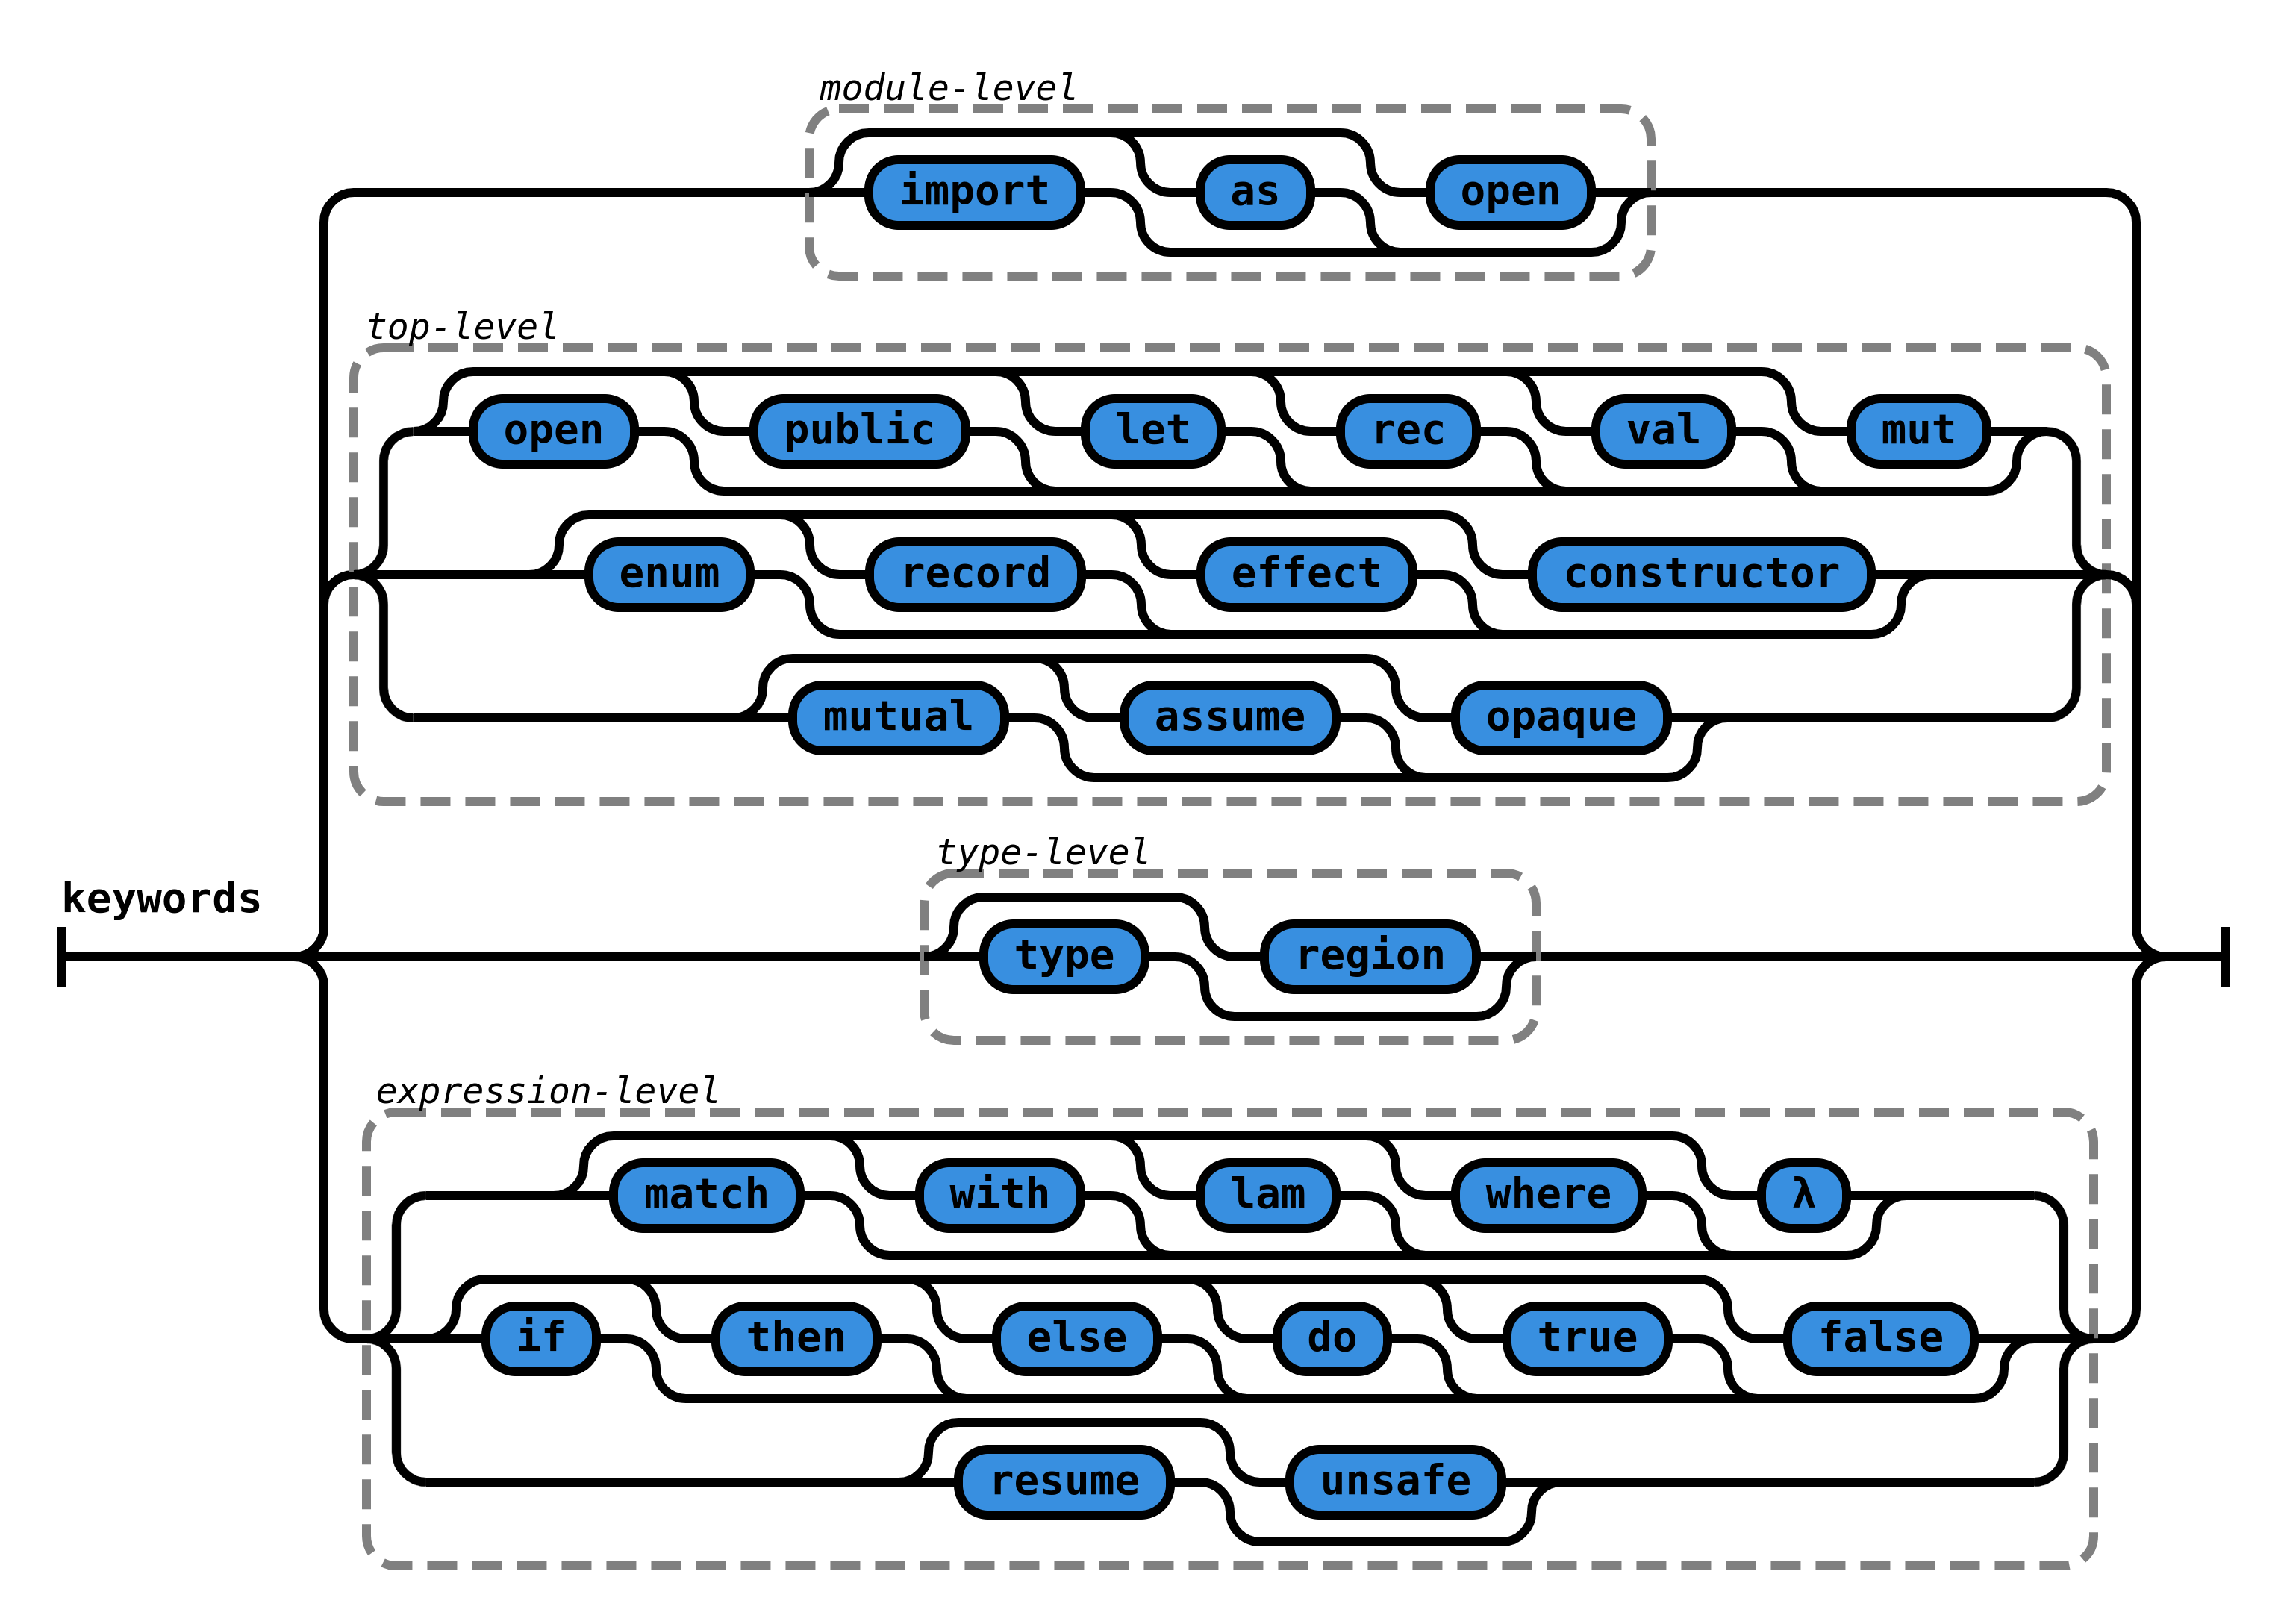 module-level
import as open
top-level
open public let rec val mut
enum record effect constructor
mutual assume opaque
type-level
keywords
type region
expression-level
match with lam where λ
if then else do true false
resume unsafe